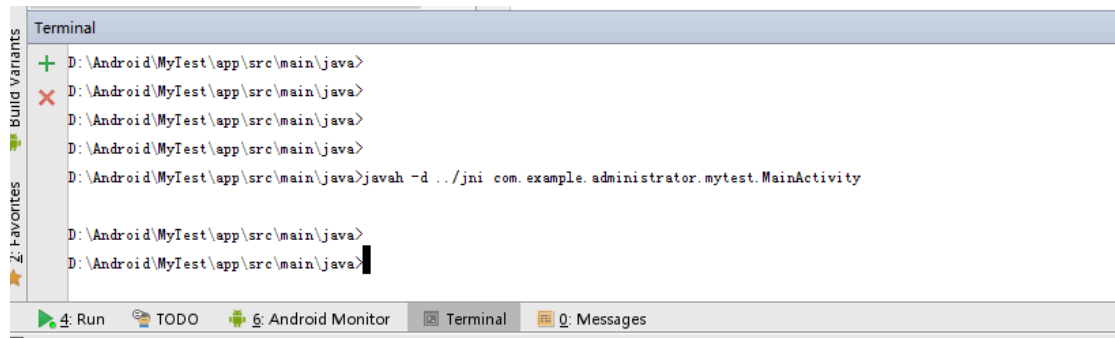 Terminal
Build Variants
D:\Android\MyTest\app\src\main\java>
D:\Android\MyTest\app\src\main\java>
D:\Android\MyTest\app\src\main\java>
D:\Android\MyTest\app\src\main\java>
D:\Android\MyTest\app\src\main\java>javah -d ../jni com.example.administrator.mytest.MainActivity
D:\Android\MyTest\app\src\main\java>
D:\Android\MyTest\app\src\main\java>
2: Favorites
4: Run TODO 6: Android Monitor Terminal 0: Messages